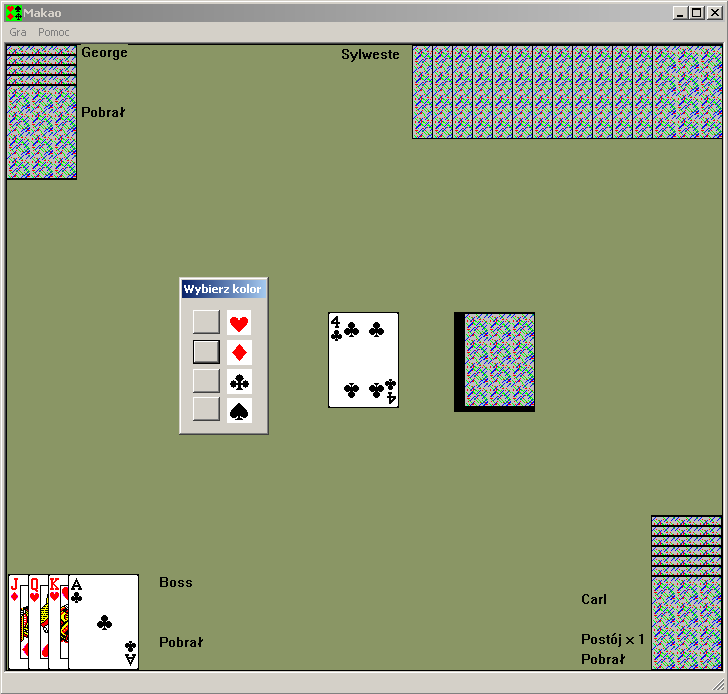 Makao
Gra Pomoc
George
Sylweste
Pobrał
Wybierz kolor
4
4
J
Q
K
A
A
Boss
Pobrał
Carl
Postój x 1
Pobrał